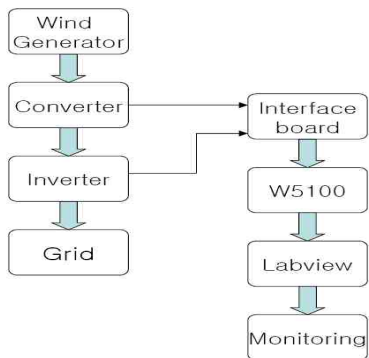 Wind
Generator
Converter
Inverter
Grid
Interface
board
W5100
Labview
Monitoring